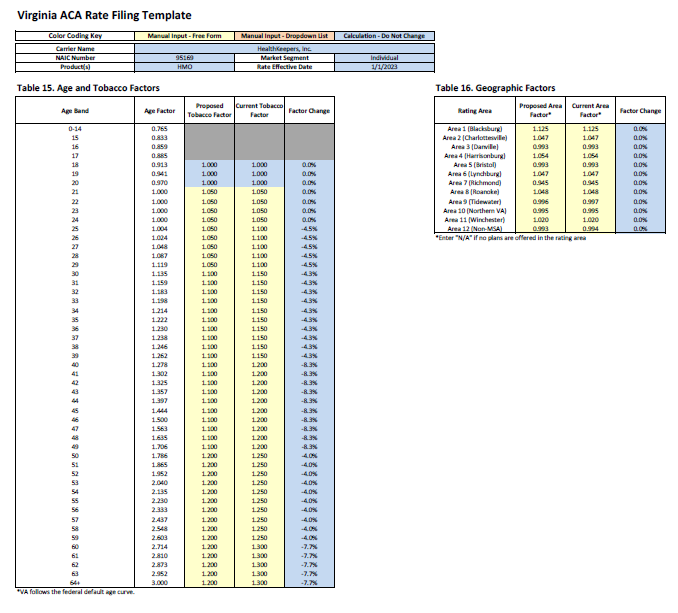 Virginia ACA Rate Filing Template
Color Coding Key Manual Input - Free Form Manual Input - Dropdown List Calculation - Do Not Change
Carrier Name HealthKeepers, Inc.
NAIC Number 95169 Market Segment Individual
Product(s) HMO Rate Effective Date 1/1/2023
Table 15. Age and Tobacco Factors
Age Band Age Factor Proposed Tobacco Factor Current Tobacco Factor Factor Change
0-14 0.765
15 0.833
16 0.859
17 0.885
18 0.913 1.000 1.000 0.0%
19 0.941 1.000 1.000 0.0%
20 0.970 1.000 1.000 0.0%
21 1.000 1.050 1.050 0.0%
22 1.000 1.050 1.050 0.0%
23 1.000 1.050 1.050 0.0%
24 1.000 1.050 1.050 0.0%
25 1.004 1.050 1.100 -4.5%
26 1.024 1.050 1.100 -4.5%
27 1.048 1.050 1.100 -4.5%
28 1.087 1.050 1.100 -4.5%
29 1.119 1.050 1.100 -4.5%
30 1.135 1.100 1.150 -4.3%
31 1.159 1.100 1.150 -4.3%
32 1.183 1.100 1.150 -4.3%
33 1.198 1.100 1.150 -4.3%
34 1.214 1.100 1.150 -4.3%
35 1.222 1.100 1.150 -4.3%
36 1.230 1.100 1.150 -4.3%
37 1.238 1.100 1.150 -4.3%
38 1.246 1.100 1.150 -4.3%
39 1.262 1.100 1.150 -4.3%
40 1.278 1.100 1.200 -8.3%
41 1.302 1.100 1.200 -8.3%
42 1.325 1.100 1.200 -8.3%
43 1.357 1.100 1.200 -8.3%
44 1.397 1.100 1.200 -8.3%
45 1.444 1.100 1.200 -8.3%
46 1.500 1.100 1.200 -8.3%
47 1.563 1.100 1.200 -8.3%
48 1.635 1.100 1.200 -8.3%
49 1.706 1.100 1.200 -8.3%
50 1.786 1.200 1.250 -4.0%
51 1.865 1.200 1.250 -4.0%
52 1.952 1.200 1.250 -4.0%
53 2.040 1.200 1.250 -4.0%
54 2.135 1.200 1.250 -4.0%
55 2.230 1.200 1.250 -4.0%
56 2.333 1.200 1.250 -4.0%
57 2.437 1.200 1.250 -4.0%
58 2.548 1.200 1.250 -4.0%
59 2.603 1.200 1.250 -4.0%
60 2.714 1.200 1.300 -7.7%
61 2.810 1.200 1.300 -7.7%
62 2.873 1.200 1.300 -7.7%
63 2.952 1.200 1.300 -7.7%
64+ 3.000 1.200 1.300 -7.7%
*VA follows the federal default age curve.
Table 16. Geographic Factors
Rating Area Proposed Area Factor* Current Area Factor* Factor Change
Area 1 (Blacksburg) 1.125 1.125 0.0%
Area 2 (Charlottesville) 1.047 1.047 0.0%
Area 3 (Danville) 0.993 0.993 0.0%
Area 4 (Harrisonburg) 1.054 1.054 0.0%
Area 5 (Bristol) 0.993 0.993 0.0%
Area 6 (Lynchburg) 1.047 1.047 0.0%
Area 7 (Richmond) 0.945 0.945 0.0%
Area 8 (Roanoke) 1.048 1.048 0.0%
Area 9 (Tidewater) 0.996 0.997 0.0%
Area 10 (Northern VA) 0.995 0.995 0.0%
Area 11 (Winchester) 1.020 1.020 0.0%
Area 12 (Non-MSA) 0.993 0.994 0.0%
*Enter "N/A" if no plans are offered in the rating area